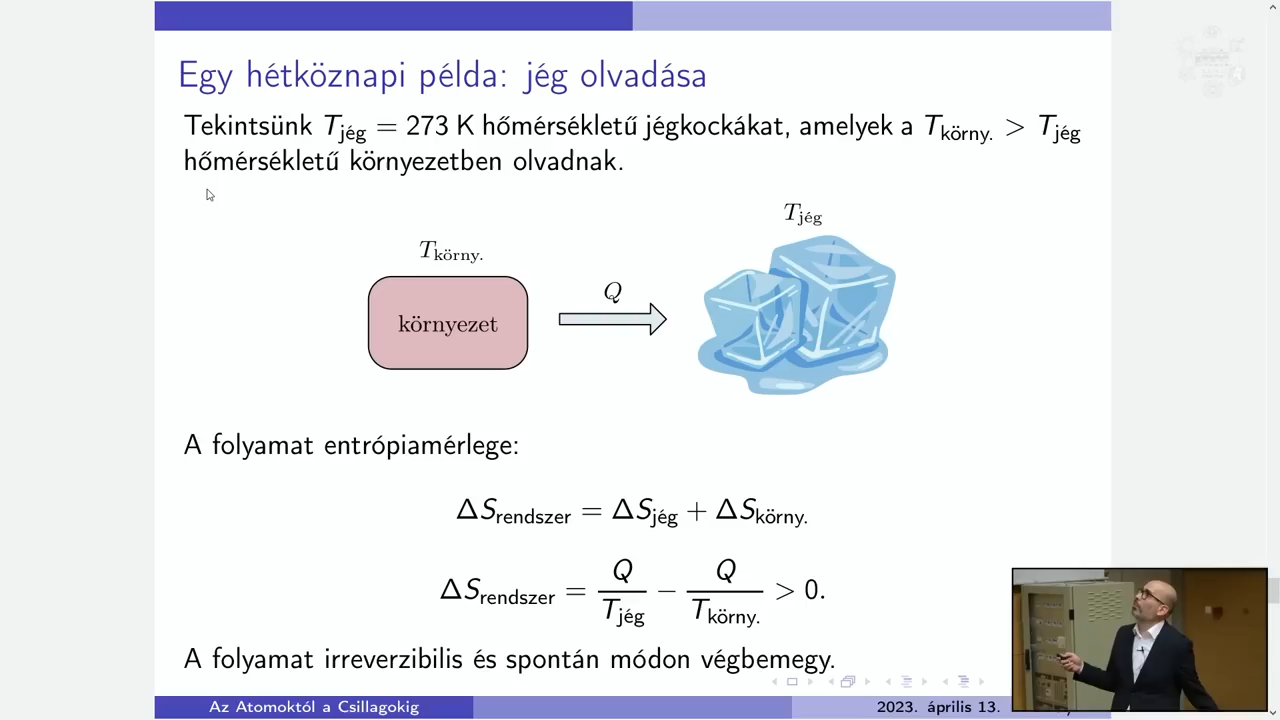 Egy hétköznapi példa: jég olvadása
Tekintsünk T_jég = 273 K hőmérsékletű jégkockákat, amelyek a T_körny. > T_jég
hőmérsékletű környezetben olvadnak.
T_jég
T_körny.
Q
környezet
A folyamat entrópiamérlege:
ΔS_rendszer = ΔS_jég + ΔS_körny.
ΔS_rendszer = Q/T_jég − Q/T_körny. > 0.
A folyamat irreverzibilis és spontán módon végbemegy.
Az Atomoktól a Csillagokig
2023. április 13.